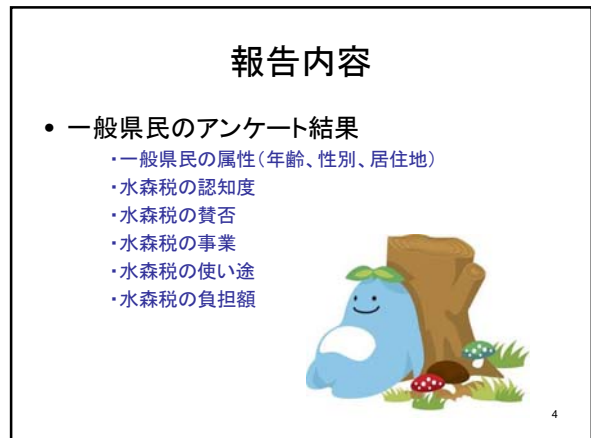 報告内容
• 一般県民のアンケート結果
・一般県民の属性(年齢、性別、居住地)
・水森税の認知度
・水森税の賛否
・水森税の事業
・水森税の使い途
・水森税の負担額
4